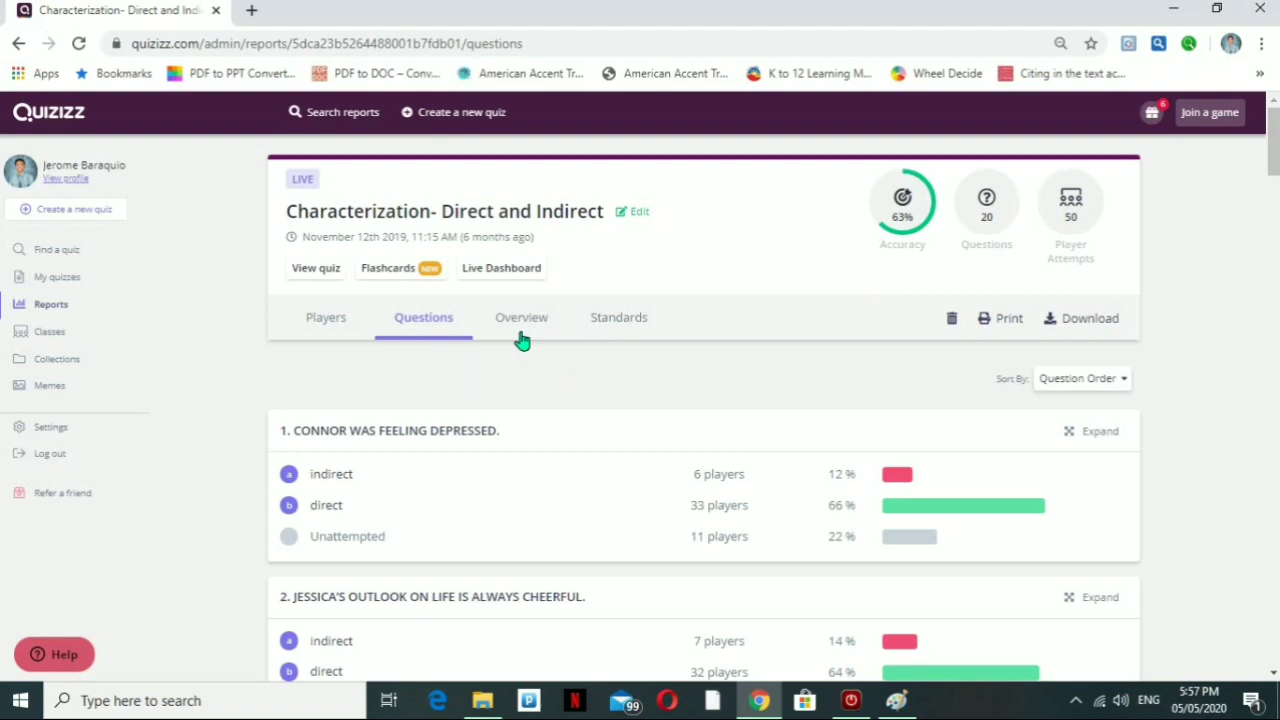 Characterization- Direct and Indi
quizizz.com/admin/reports/5dca23b5264488001b7fdb01/questions
Apps Bookmarks PDF to PPT Convert... PDF to DOC – Conv... American Accent Tr... American Accent Tr... K to 12 Learning M... Wheel Decide Citing in the text ac... »
QUIZIZZ Search reports Create a new quiz 6 Join a game
Jerome Baraquio
View profile
Create a new quiz
Find a quiz
My quizzes
Reports
Classes
Collections
Memes
Settings
Log out
Refer a friend
Help
LIVE
Characterization- Direct and Indirect Edit
November 12th 2019, 11:15 AM (6 months ago)
View quiz Flashcards NEW Live Dashboard
63%
Accuracy
20
Questions
50
Player
Attempts
Players Questions Overview Standards Print Download
Sort By: Question Order
1. CONNOR WAS FEELING DEPRESSED. Expand
a indirect 6 players 12 %
b direct 33 players 66 %
Unattempted 11 players 22 %
2. JESSICA'S OUTLOOK ON LIFE IS ALWAYS CHEERFUL. Expand
a indirect 7 players 14 %
b direct 32 players 64 %
Type here to search 99 ENG 5:57 PM
05/05/2020 1